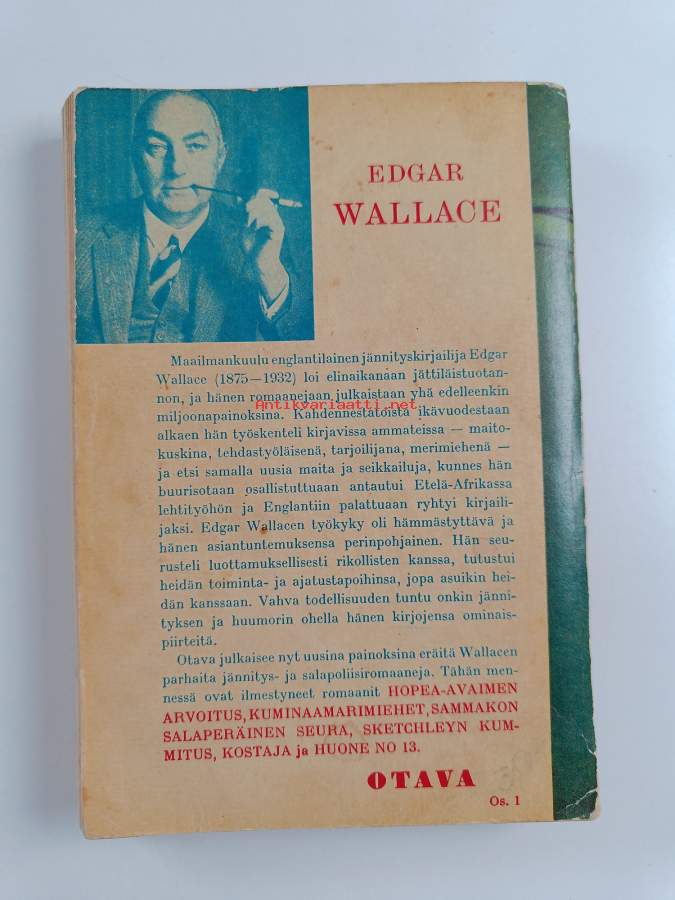 EDGAR
WALLACE
Maailmankuulu englantilainen jännityskirjailija Edgar
Wallace (1875—1932) loi elinaikanaan jättiläistuotan-
non, ja hänen romaanejaan julkaistaan yhä edelleenkin
Antikvariaatti.net
miljoonapainoksina. Kahdennestatoista ikävuodestaan
alkaen hän työskenteli kirjavissa ammateissa — maito-
kuskina, tehdastyöläisenä, tarjoilijana, merimiehenä —
ja etsi samalla uusia maita ja seikkailuja, kunnes hän
buurisotaan osallistuttuaan antautui Etelä-Afrikassa
lehtityöhön ja Englantiin palattuaan ryhtyi kirjaili-
jaksi. Edgar Wallacen työkyky oli hämmästyttävä ja
hänen asiantuntemuksensa perinpohjainen. Hän seu-
rusteli luottamuksellisesti rikollisten kanssa, tutustui
heidän toiminta- ja ajatustapoihinsa, jopa asuikin hei-
dän kanssaan. Vahva todellisuuden tuntu onkin jänni-
tyksen ja huumorin ohella hänen kirjojensa ominais-
piirteitä.
Otava julkaisee nyt uusina painoksina eräitä Wallacen
parhaita jännitys- ja salapoliisiromaaneja. Tähän men-
nessä ovat ilmestyneet romaanit HOPEA-AVAIMEN
ARVOITUS, KUMINAAMARIMIEHET, SAMMAKON
SALAPERÄINEN SEURA, SKETCHLEYN KUM-
MITUS, KOSTAJA ja HUONE NO 13.
OTAVA
Os. 1